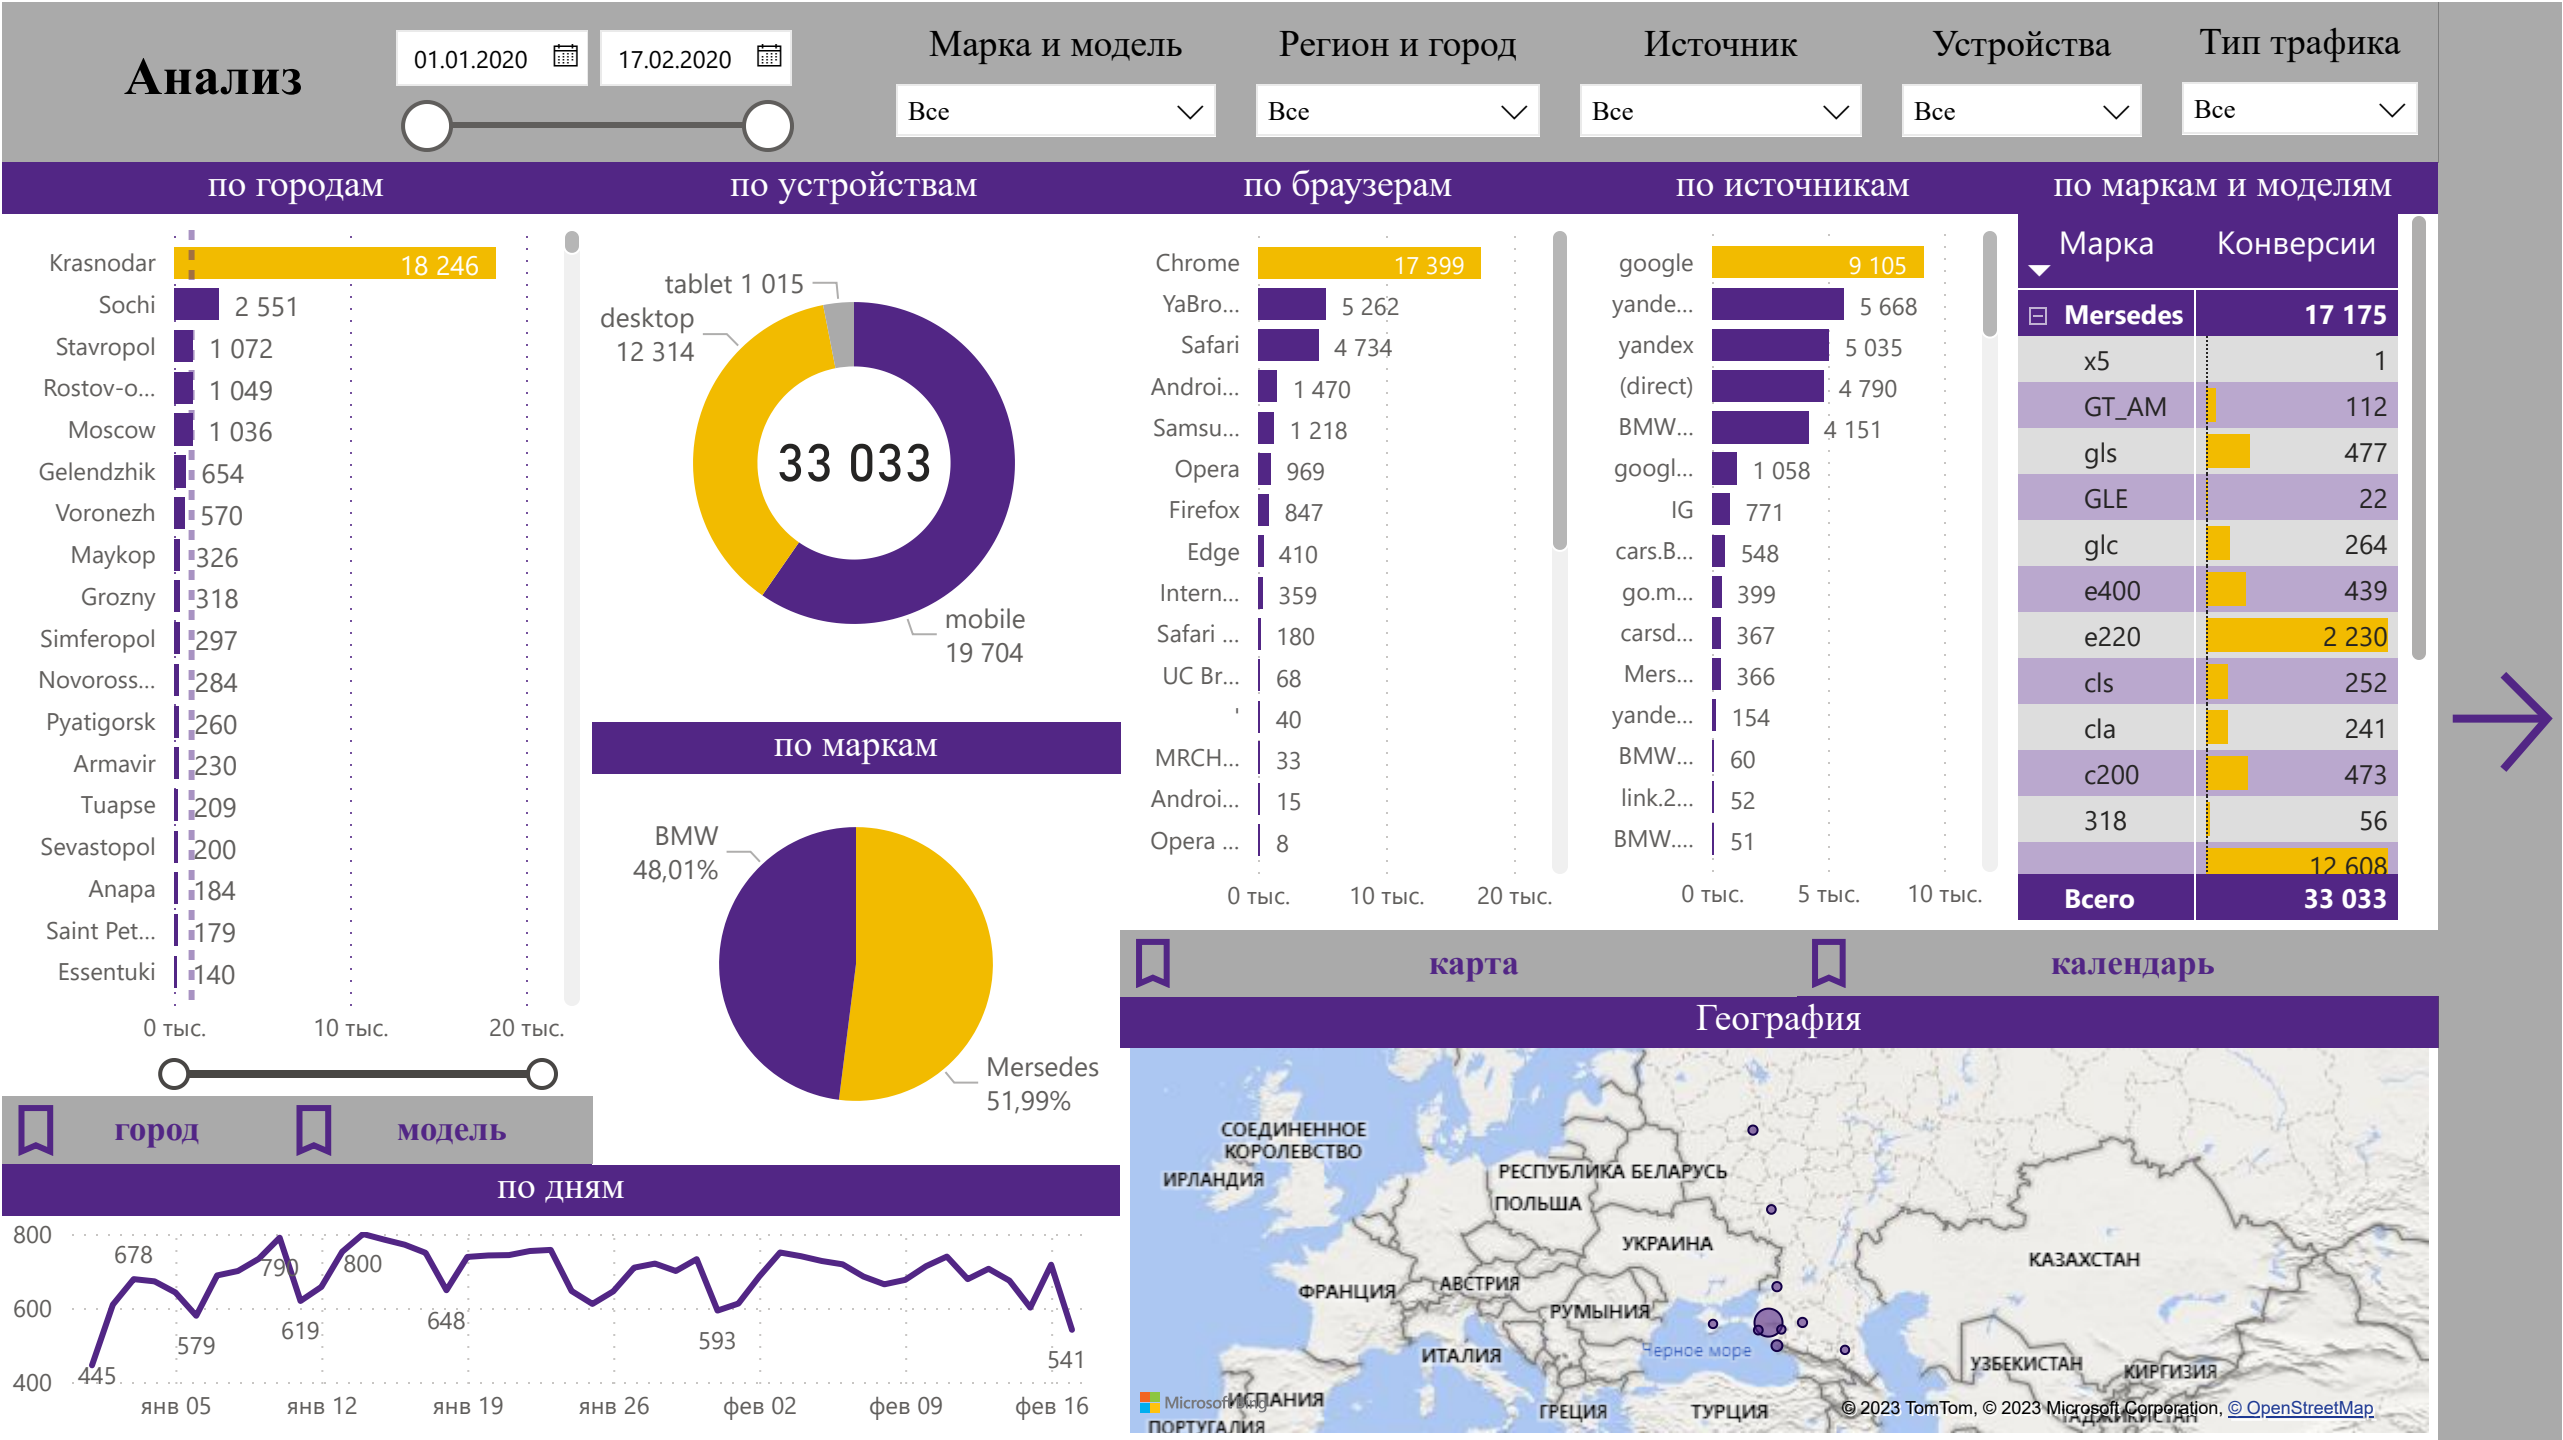 Анализ
01.01.2020
17.02.2020
Марка и модель
Регион и город
Источник
Устройства
Тип трафика
Все
Все
Все
Все
Все
по городам
Krasnodar 18 246
Sochi 2 551
Stavropol 1 072
Rostov-o... 1 049
Moscow 1 036
Gelendzhik 654
Voronezh 570
Maykop 326
Grozny 318
Simferopol 297
Novoross... 284
Pyatigorsk 260
Armavir 230
Tuapse 209
Sevastopol 200
Anapa 184
Saint Pet... 179
Essentuki 140
0 тыс. 10 тыс. 20 тыс.
город
модель
по устройствам
tablet 1 015
desktop
12 314
33 033
mobile
19 704
по маркам
BMW
48,01%
Mersedes
51,99%
по браузерам
Chrome 17 399
YaBro... 5 262
Safari 4 734
Androi... 1 470
Samsu... 1 218
Opera 969
Firefox 847
Edge 410
Intern... 359
Safari ... 180
UC Br... 68
' 40
MRCH... 33
Androi... 15
Opera ... 8
0 тыс. 10 тыс. 20 тыс.
по источникам
google 9 105
yande... 5 668
yandex 5 035
(direct) 4 790
BMW... 4 151
googl... 1 058
IG 771
cars.B... 548
go.m... 399
carsd... 367
Mers... 366
yande... 154
BMW... 60
link.2... 52
BMW.... 51
0 тыс. 5 тыс. 10 тыс.
по маркам и моделям
Марка Конверсии
Mersedes 17 175
x5 1
GT_AM 112
gls 477
GLE 22
glc 264
e400 439
e220 2 230
cls 252
cla 241
c200 473
318 56
12 608
Всего 33 033
по дням
800
600
400
445
678
579
790
619
800
648
593
541
янв 05 янв 12 янв 19 янв 26 фев 02 фев 09 фев 16
карта
календарь
География
СОЕДИНЕННОЕ
КОРОЛЕВСТВО
ИРЛАНДИЯ
РЕСПУБЛИКА БЕЛАРУСЬ
ПОЛЬША
УКРАИНА
КАЗАХСТАН
ФРАНЦИЯ
АВСТРИЯ
РУМЫНИЯ
ИТАЛИЯ
Черное море
УЗБЕКИСТАН
КИРГИЗИЯ
ИСПАНИЯ
ГРЕЦИЯ
ТУРЦИЯ
ТАДЖИКИСТАН
ПОРТУГАЛИЯ
Microsoft Bing
© 2023 TomTom, © 2023 Microsoft Corporation, © OpenStreetMap